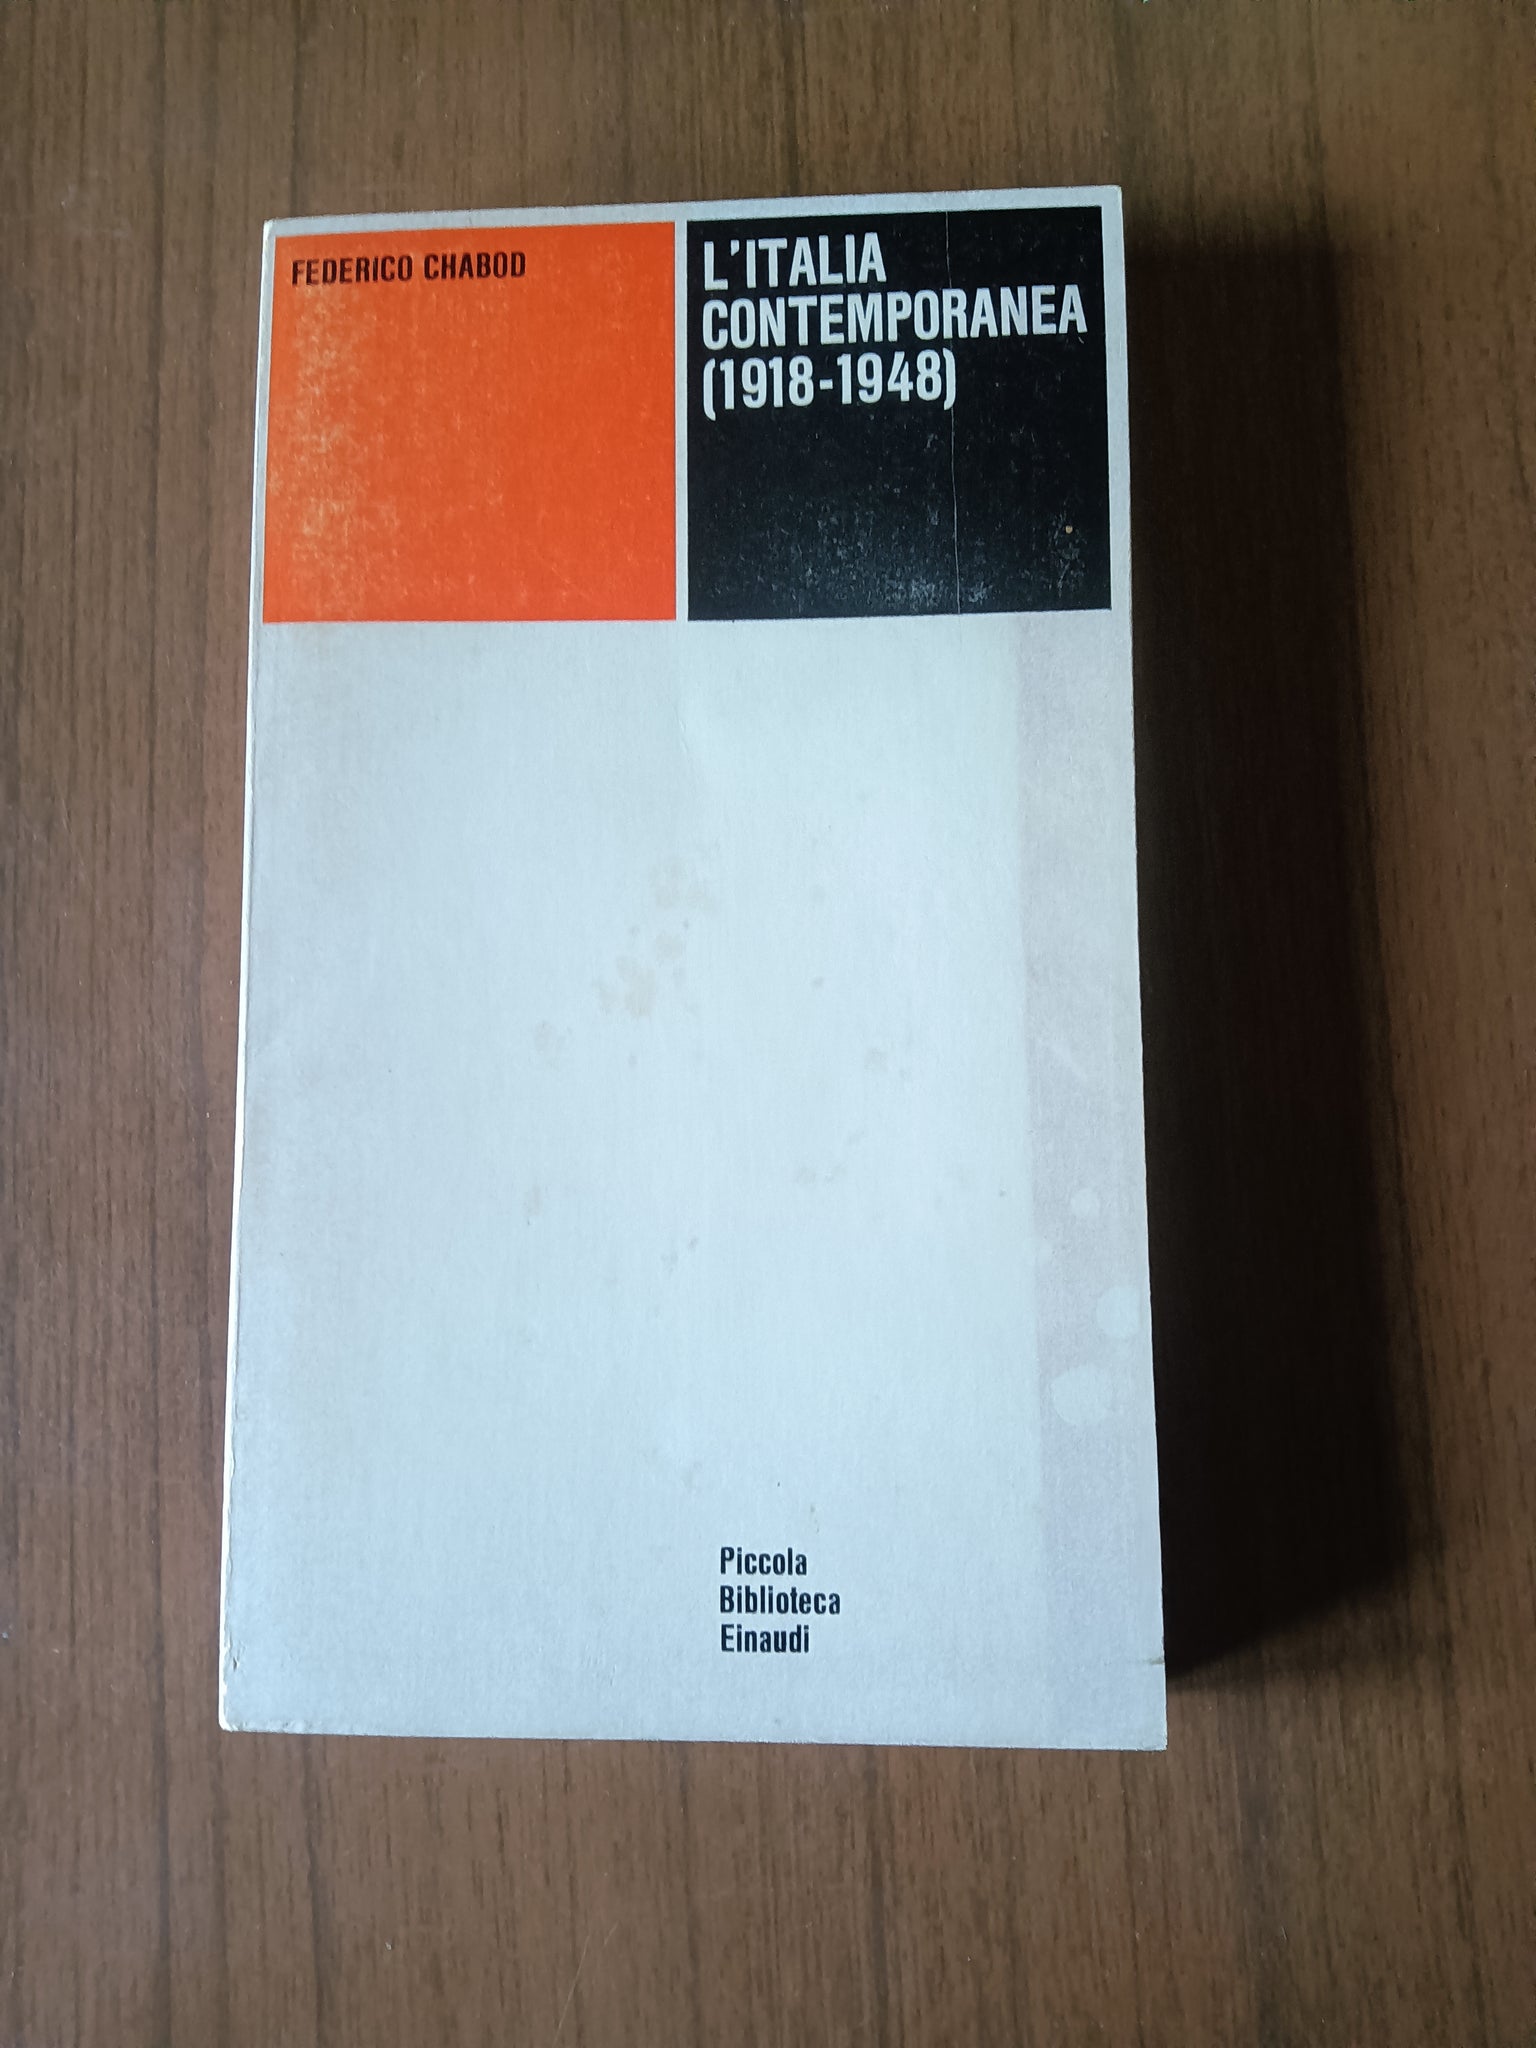 FEDERICO CHABOD
L'ITALIA
CONTEMPORANEA
(1918-1948)
Piccola
Biblioteca
Einaudi